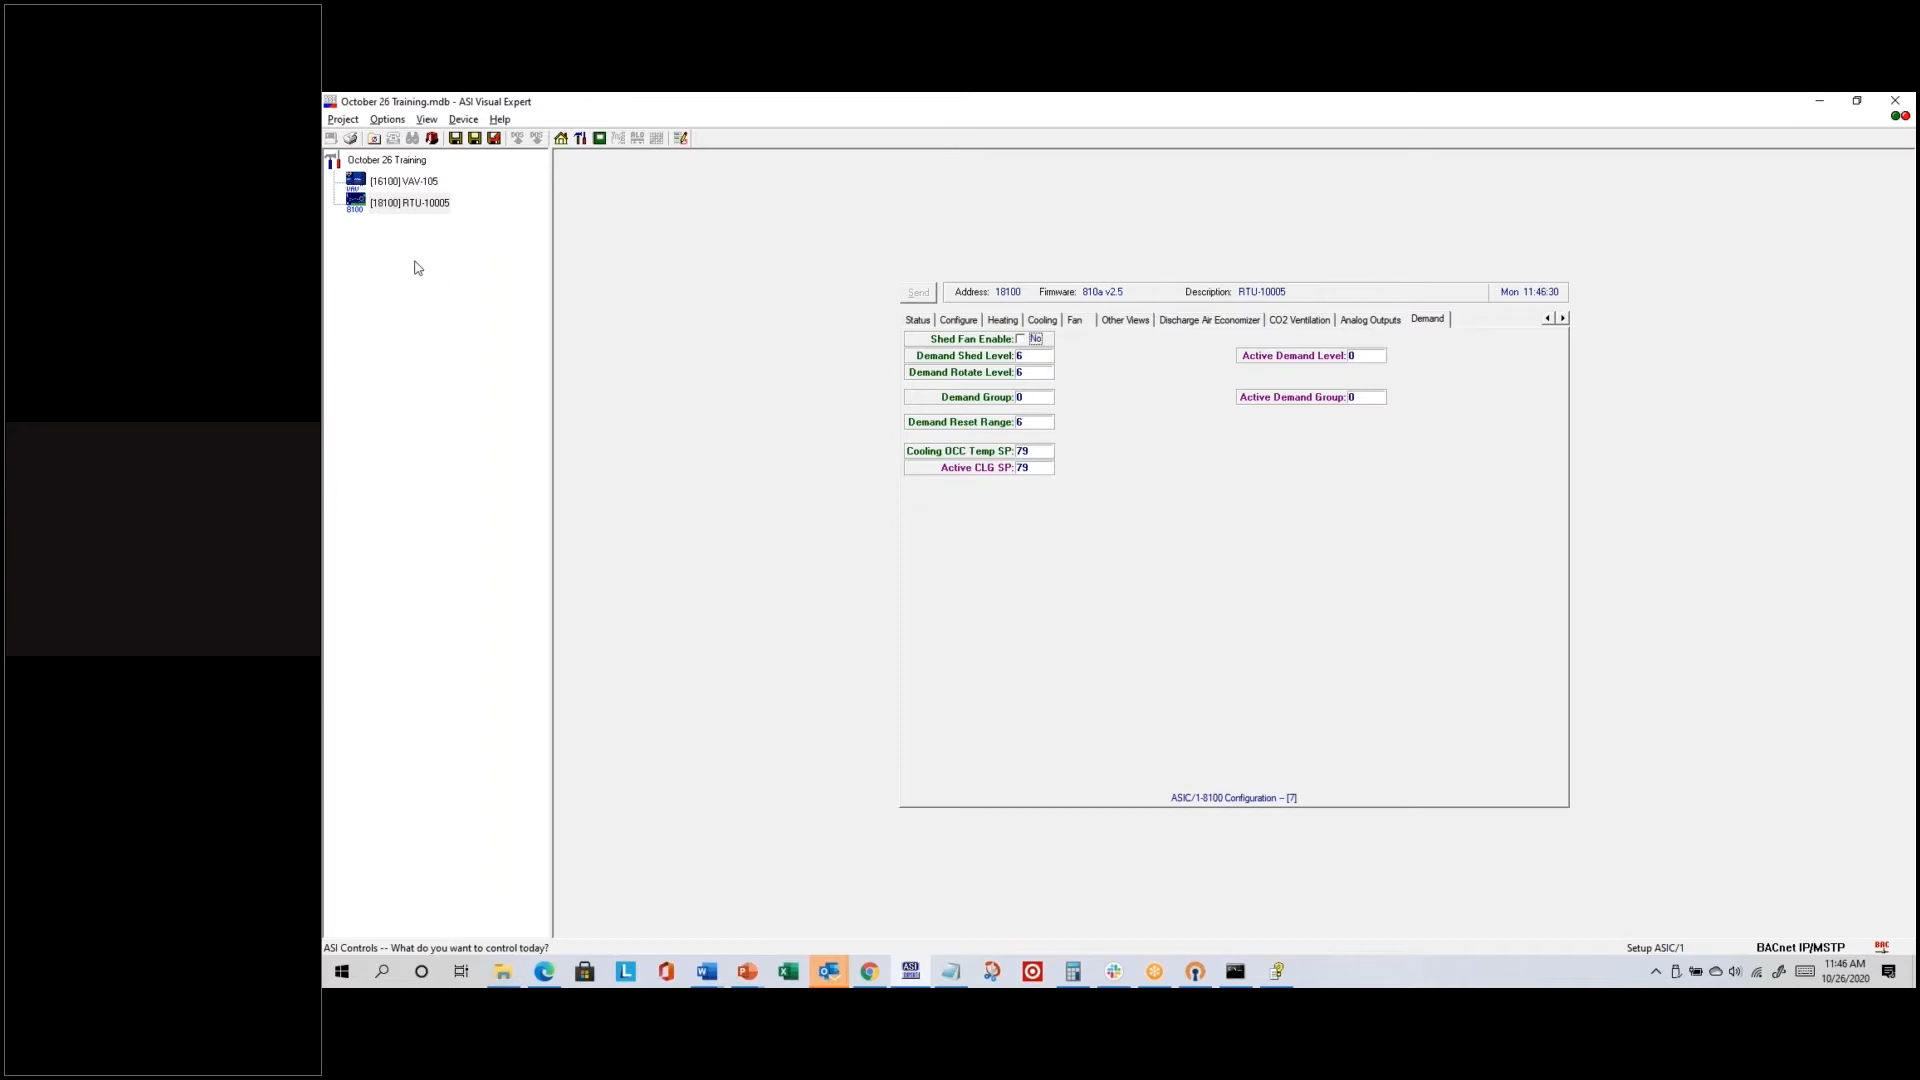 October 26 Training.mdb - ASI Visual Expert
Project Options View Device Help
October 26 Training
[16100] VAV-105
VAV
[18100] RTU-10005
8100
Send Address: 18100 Firmware: 810a v2.5 Description: RTU-10005 Mon 11:46:30
Status Configure Heating Cooling Fan Other Views Discharge Air Economizer CO2 Ventilation Analog Outputs Demand
Shed Fan Enable: No
Demand Shed Level: 6 Active Demand Level: 0
Demand Rotate Level: 6
Demand Group: 0 Active Demand Group: 0
Demand Reset Range: 6
Cooling OCC Temp SP: 79
Active CLG SP: 79
ASIC/1-8100 Configuration -- [7]
ASI Controls -- What do you want to control today? Setup ASIC/1 BACnet IP/MSTP BAC
11:46 AM
10/26/2020